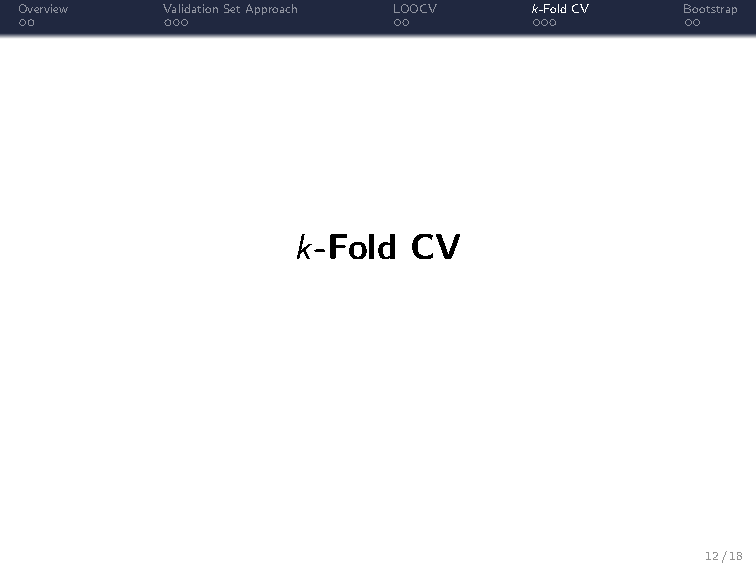 Overview Validation Set Approach LOOCV k-Fold CV Bootstrap
k-Fold CV
12 / 18